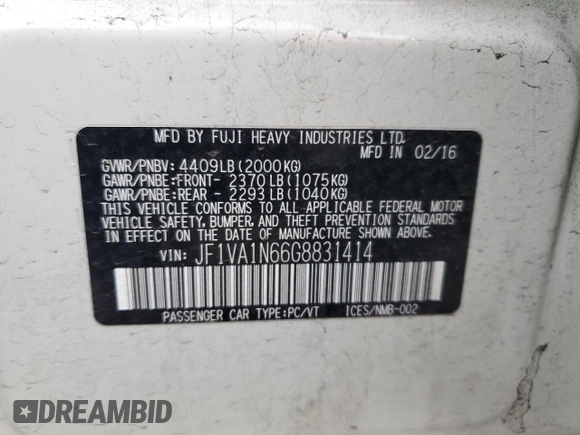 MFD BY FUJI HEAVY INDUSTRIES LTD.
MFD IN 02/16
GVWR/PNBV: 4409LB(2000KG)
GAWR/PNBE:FRONT- 2370LB(1075KG)
GAWR/PNBE:REAR - 2293LB(1040KG)
THIS VEHICLE CONFORMS TO ALL APPLICABLE FEDERAL MOTOR
VEHICLE SAFETY, BUMPER, AND THEFT PREVENTION STANDARDS
IN EFFECT ON THE DATE OF MANUFACTURE SHOWN ABOVE.
VIN: JF1VA1N66G8831414
PASSENGER CAR TYPE:PC/VT ICES/NMB-002
DREAMBID